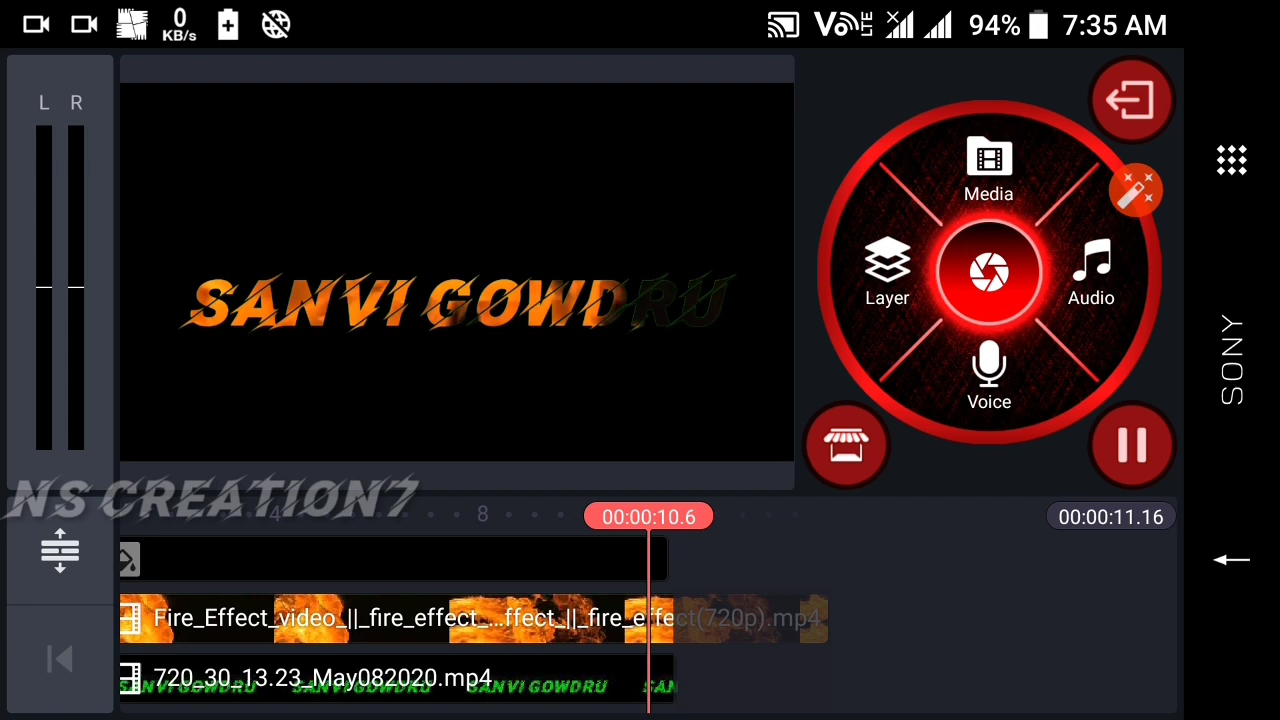 0
KB/s
VoLTE
94%
7:35 AM
L R
SANVI GOWDRU
Media
Layer
Audio
Voice
SONY
NS CREATION7
4
8
00:00:10.6
00:00:11.16
Fire_Effect_video_||_fire_effect_...ffect_||_fire_effect(720p).mp4
720_30_13.23_May082020.mp4
SANVI GOWDRU SANVI GOWDRU SANVI GOWDRU SAN